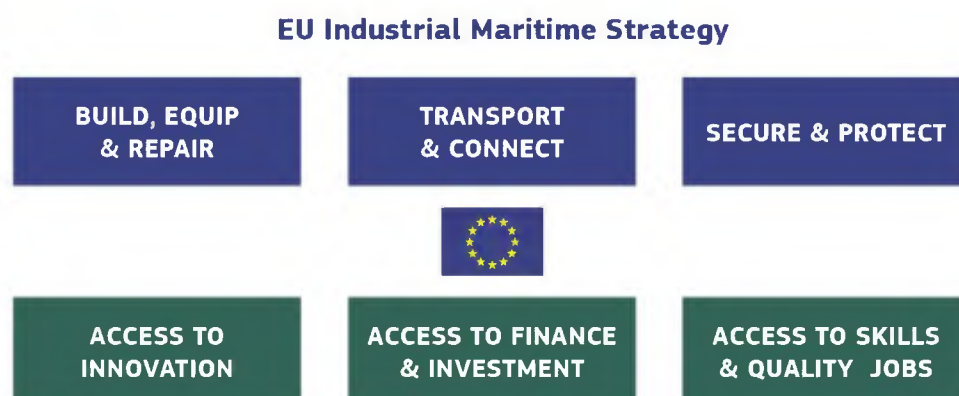 EU Industrial Maritime Strategy
BUILD, EQUIP
& REPAIR
TRANSPORT
& CONNECT
SECURE & PROTECT
ACCESS TO
INNOVATION
ACCESS TO FINANCE
& INVESTMENT
ACCESS TO SKILLS
& QUALITY JOBS